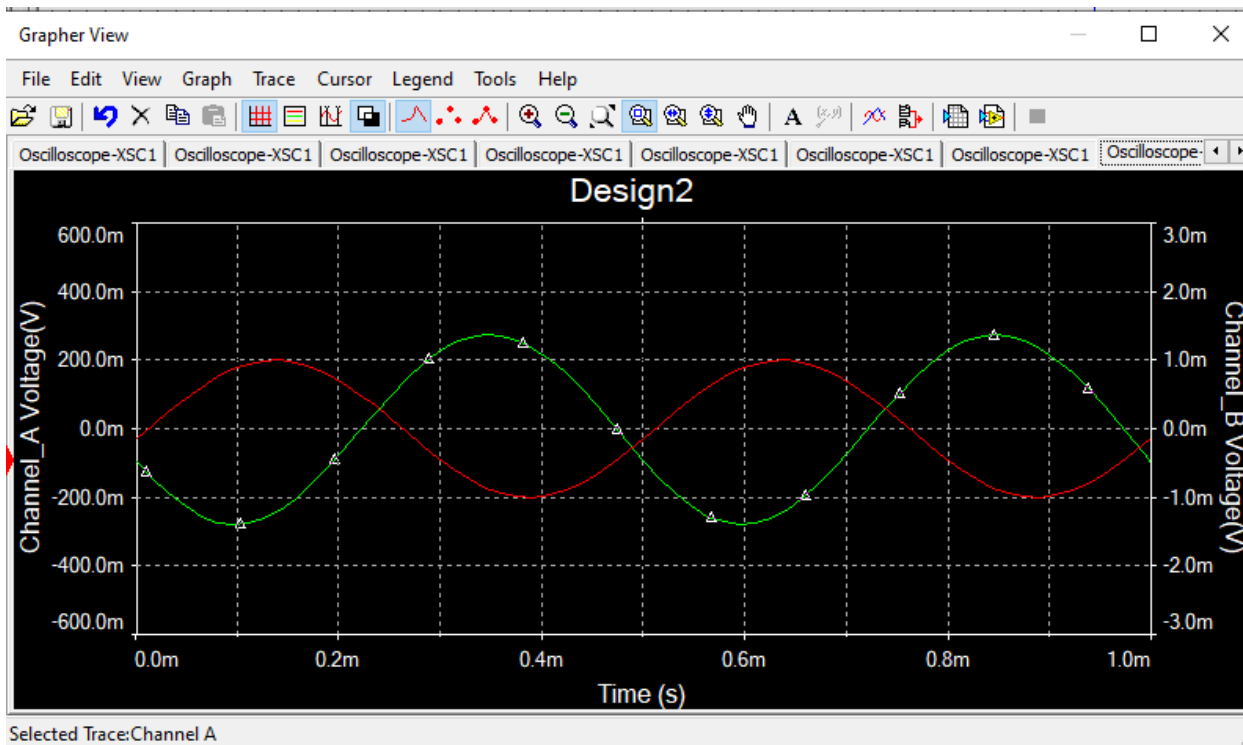 Grapher View
File Edit View Graph Trace Cursor Legend Tools Help
A (x,y)
Oscilloscope-XSC1 Oscilloscope-XSC1 Oscilloscope-XSC1 Oscilloscope-XSC1 Oscilloscope-XSC1 Oscilloscope-XSC1 Oscilloscope-XSC1 Oscilloscope-
Design2
600.0m 3.0m
400.0m 2.0m
200.0m 1.0m
0.0m 0.0m
-200.0m -1.0m
-400.0m -2.0m
-600.0m -3.0m
Channel_A Voltage(V)
Channel_B Voltage(V)
0.0m 0.2m 0.4m 0.6m 0.8m 1.0m
Time (s)
Selected Trace:Channel A